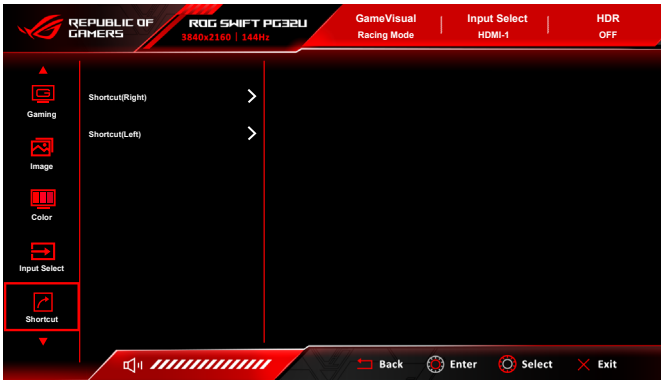 REPUBLIC OF
GAMERS
ROG SWIFT PG32U
3840x2160 | 144Hz
GameVisual
Racing Mode
Input Select
HDMI-1
HDR
OFF
Gaming
Image
Color
Input Select
Shortcut
Shortcut(Right)
Shortcut(Left)
Back
Enter
Select
Exit